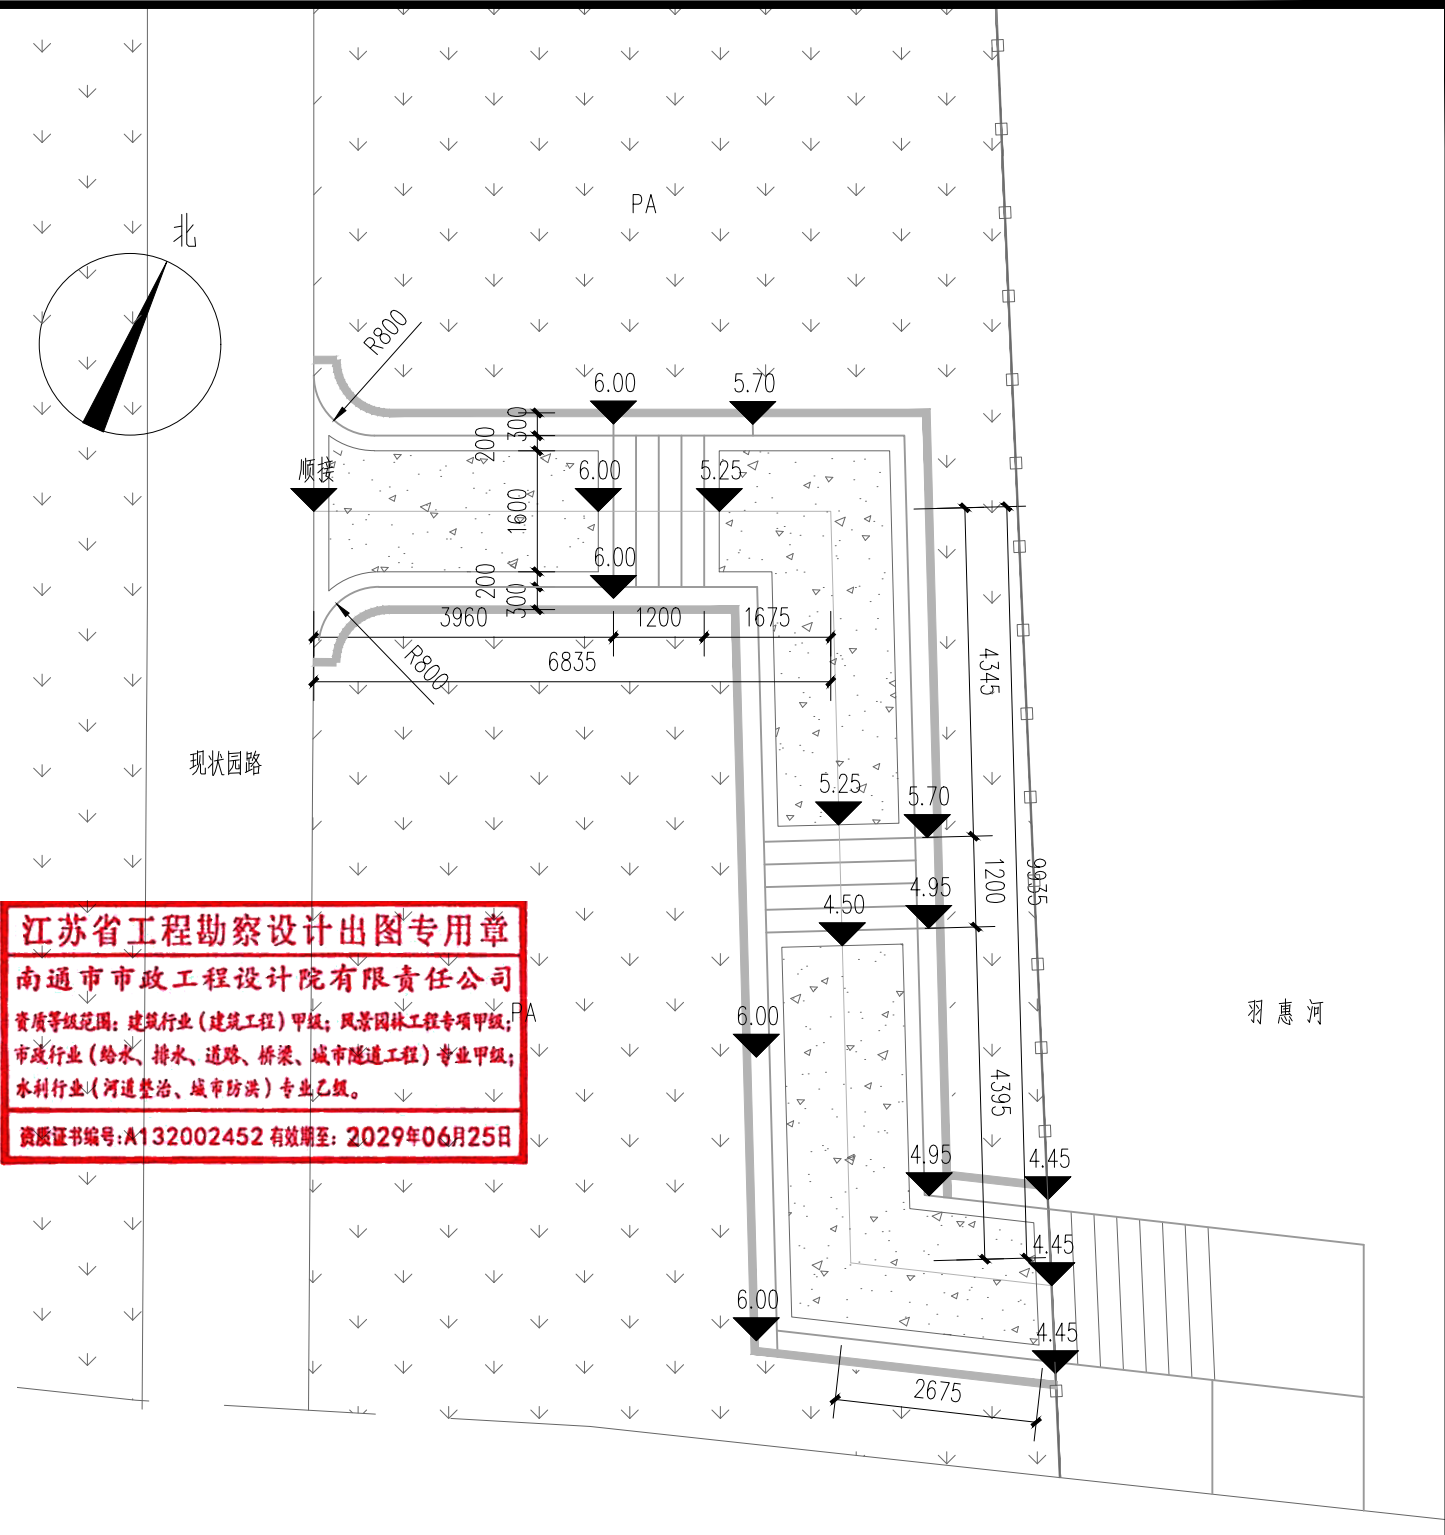 PA
北
R800
6.00
5.70
300
200
顺接
6.00
5.25
1600
6.00
200
300
3960
1200
1675
6835
R800
4345
现状园路
5.25
5.70
1200
9935
4.95
4.50
江苏省工程勘察设计出图专用章
南通市市政工程设计院有限责任公司
资质等级范围：建筑行业（建筑工程）甲级；风景园林工程专项甲级；
市政行业（给水、排水、道路、桥梁、城市隧道工程）专业甲级；
水利行业（河道整治、城市防洪）专业乙级。
资质证书编号:A132002452 有效期至: 2029年06月25日
PA
羽惠河
6.00
4395
4.95
4.45
4.45
6.00
4.45
2675